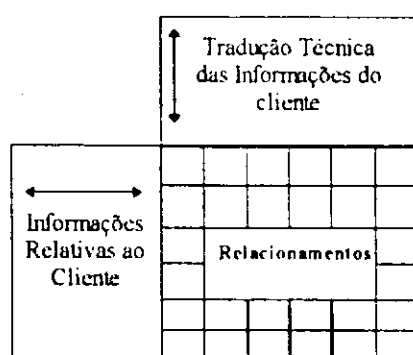 Tradução Técnica
das Informações do
cliente
Informações
Relativas ao
Cliente
Relacionamentos